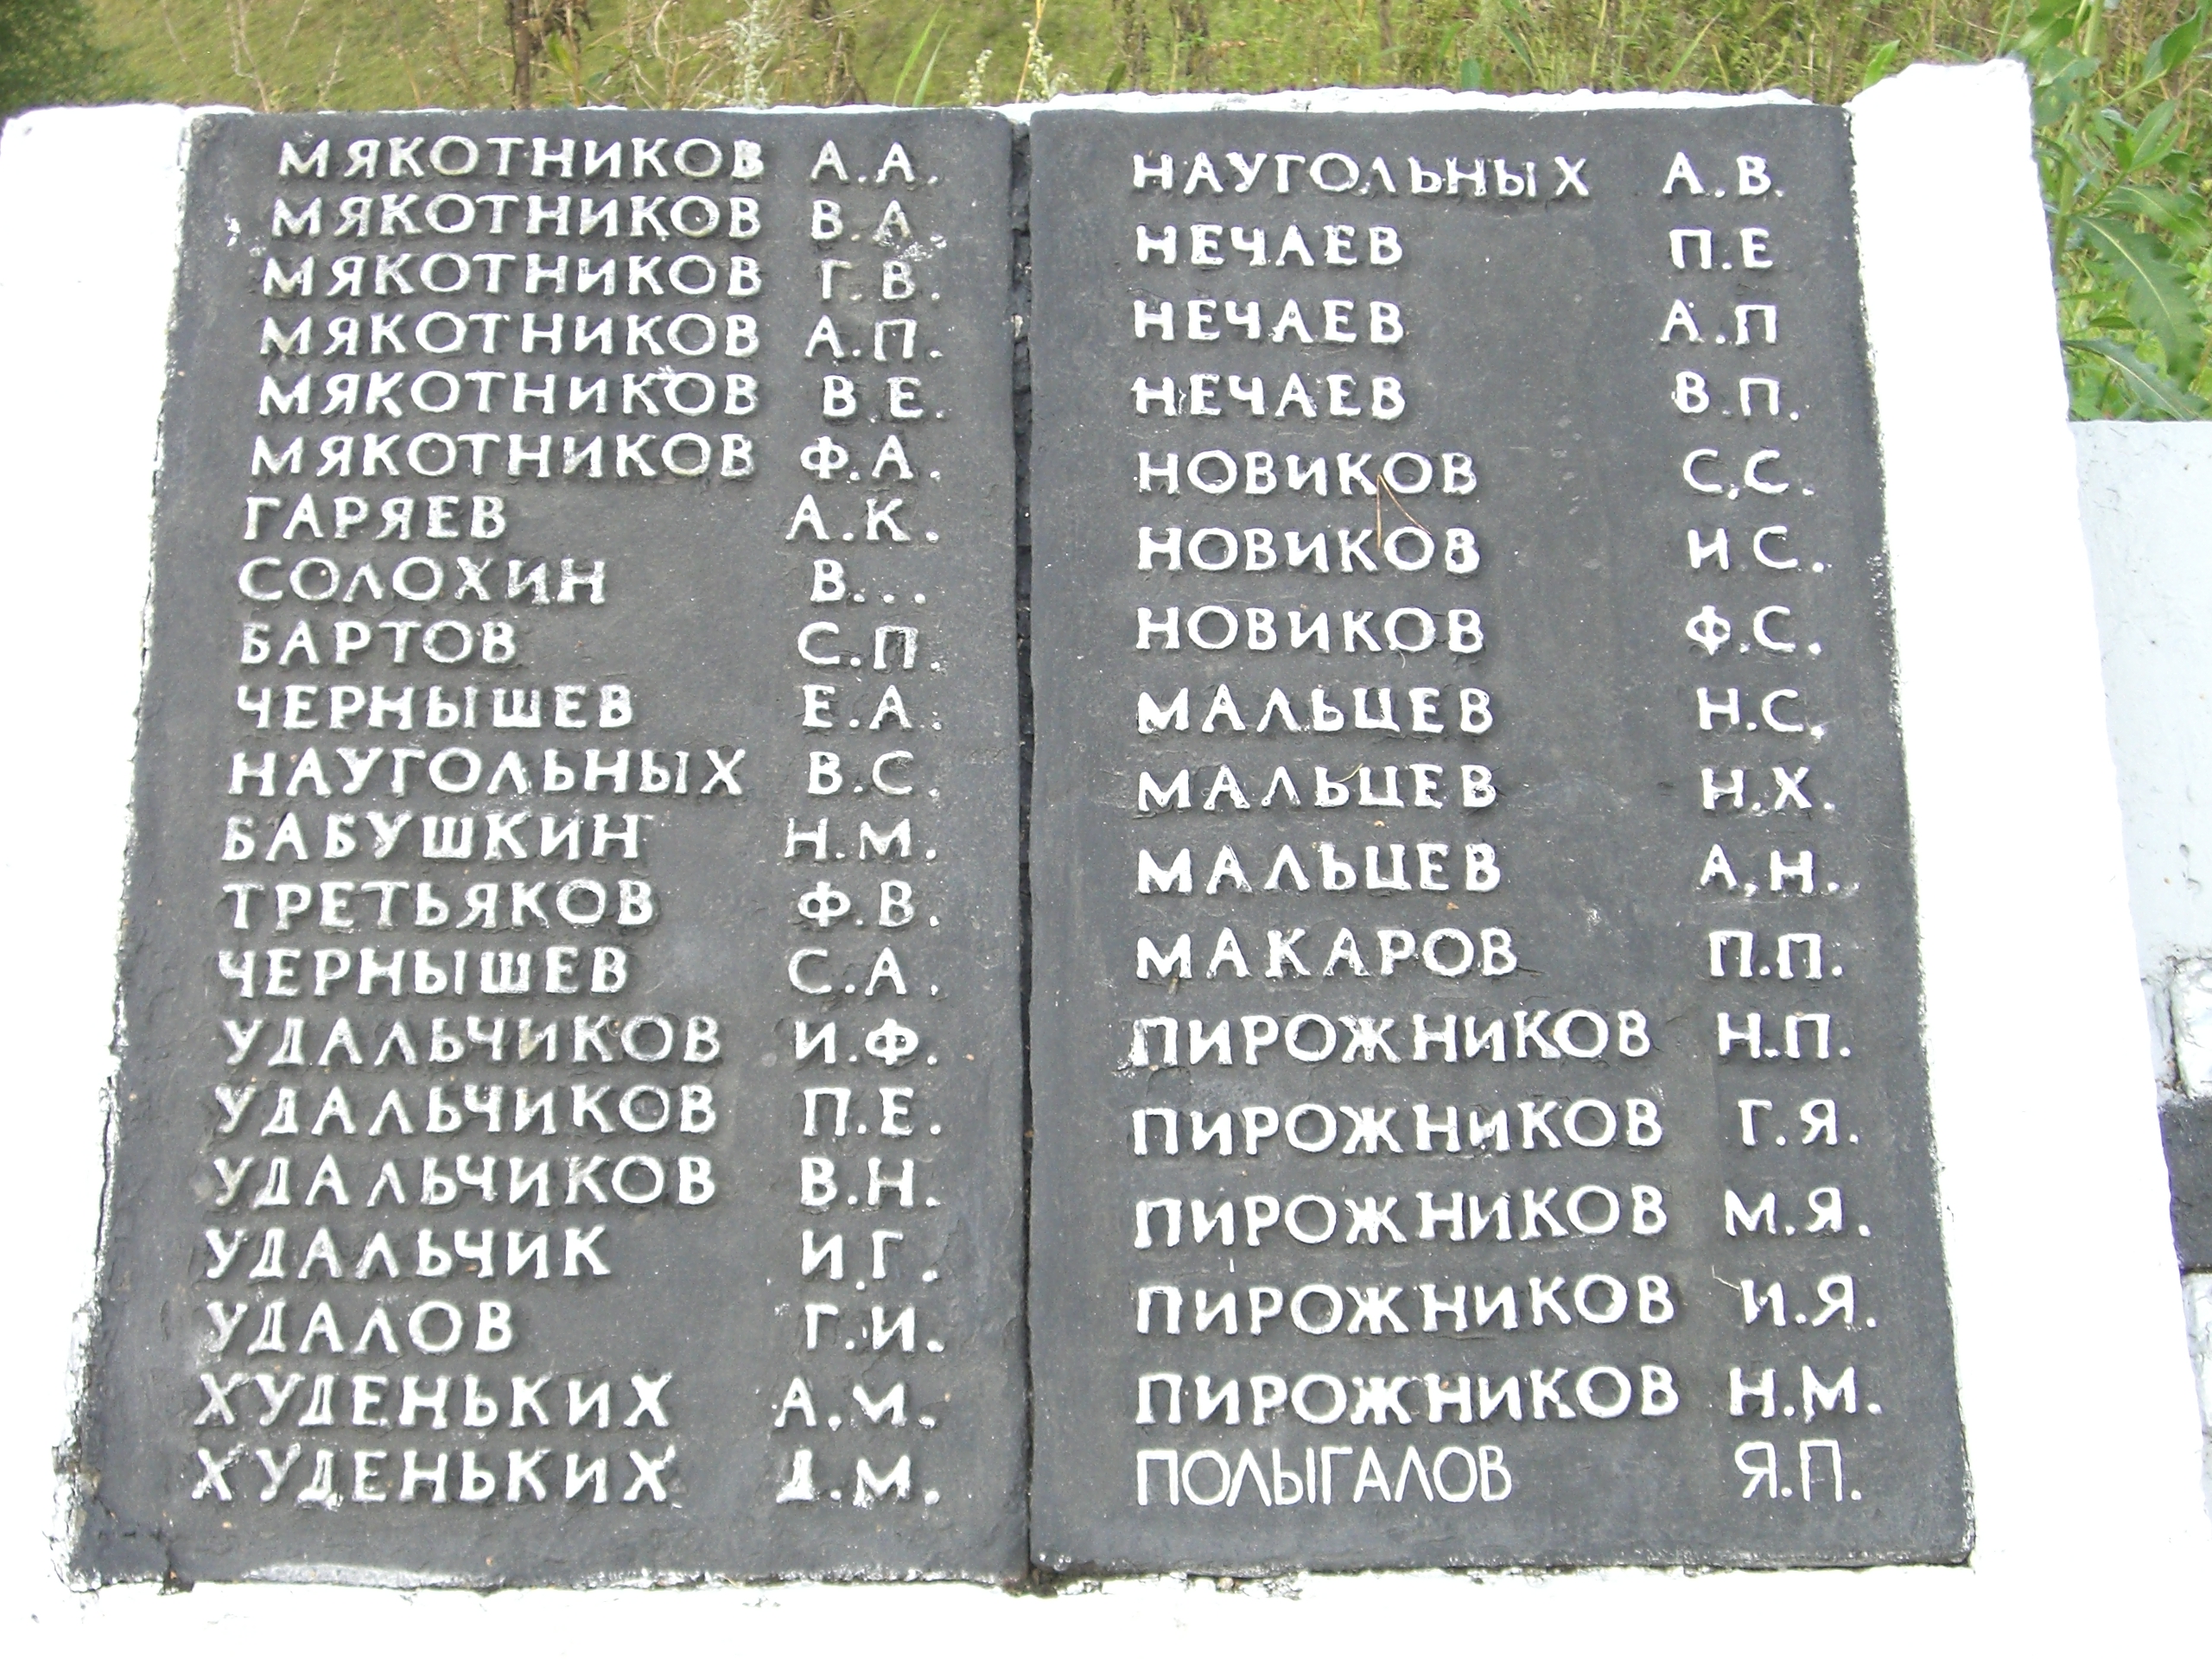 МЯКОТНИКОВ А.А.
МЯКОТНИКОВ В.А
МЯКОТНИКОВ Г.В.
МЯКОТНИКОВ А.П.
МЯКОТНИКОВ В.Е.
МЯКОТНИКОВ Ф.А.
ГАРЯЕВ А.К.
СОЛОХИН В...
БАРТОВ С.П.
ЧЕРНЫШЕВ Е.А.
НАУГОЛЬНЫХ В.С.
БАБУШКИН Н.М.
ТРЕТЬЯКОВ Ф.В.
ЧЕРНЫШЕВ С.А.
УДАЛЬЧИКОВ И.Ф.
УДАЛЬЧИКОВ П.Е.
УДАЛЬЧИКОВ В.Н.
УДАЛЬЧИК И.Г.
УДАЛОВ Г.И.
ХУДЕНЬКИХ А.М.
ХУДЕНЬКИХ Д.М.
НАУГОЛЬНЫХ А.В.
НЕЧАЕВ П.Е
НЕЧАЕВ А.П
НЕЧАЕВ В.П.
НОВИКОВ С.С.
НОВИКОВ И.С.
НОВИКОВ Ф.С.
МАЛЬЦЕВ Н.С.
МАЛЬЦЕВ Н.Х.
МАЛЬЦЕВ А.Н.
МАКАРОВ П.П.
ПИРОЖНИКОВ Н.П.
ПИРОЖНИКОВ Г.Я.
ПИРОЖНИКОВ М.Я.
ПИРОЖНИКОВ И.Я.
ПИРОЖНИКОВ Н.М.
ПОЛЫГАЛОВ Я.П.